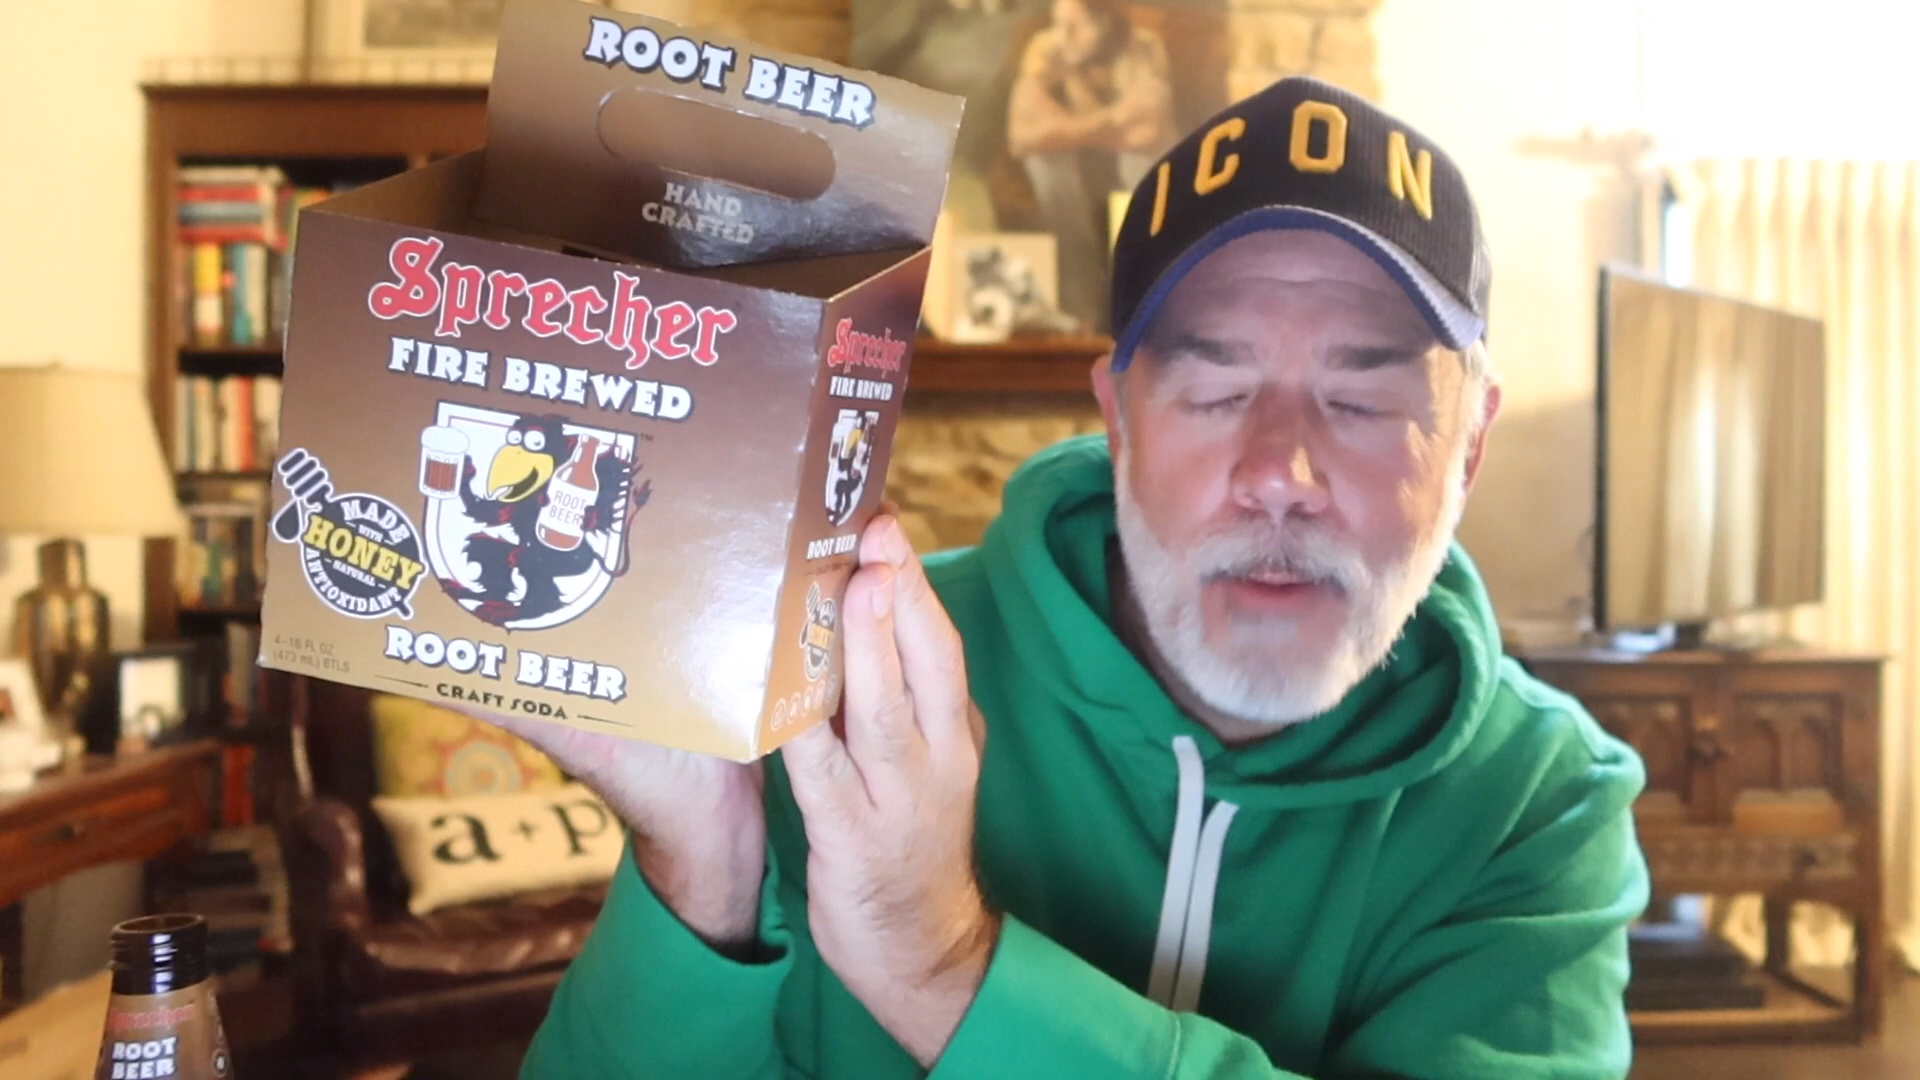 ROOT BEER
HAND
CRAFTED
Sprecher
FIRE BREWED
ROOT
BEER
MADE
WITH
HONEY
NATURAL
ANTIOXIDANT
ROOT BEER
CRAFT SODA
4-16 FL OZ
(473 mL) BTLS
Sprecher
FIRE BREWED
ROOT BEER
ICON
a+p
Sprecher
ROOT
BEER